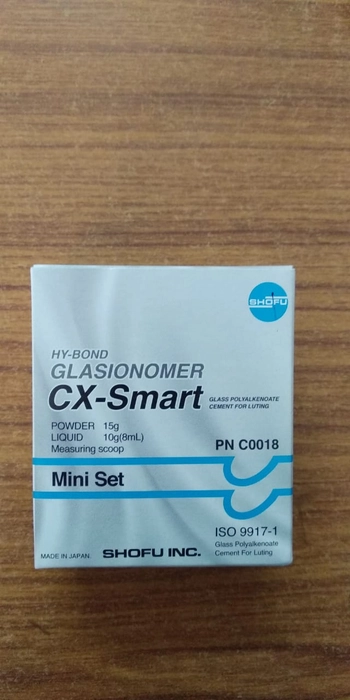 SHOFU
HY-BOND
GLASIONOMER
CX-Smart
GLASS POLYALKENOATE
CEMENT FOR LUTING
POWDER 15g
LIQUID 10g(8mL)
Measuring scoop
PN C0018
Mini Set
ISO 9917-1
Glass Polyalkenoate
Cement For Luting
MADE IN JAPAN
SHOFU INC.